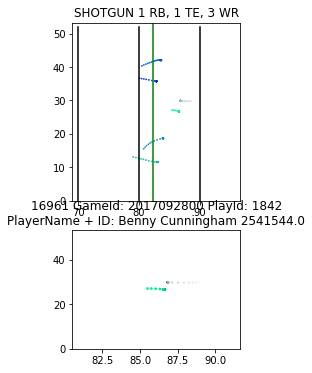 SHOTGUN 1 RB, 1 TE, 3 WR
50
40
30
20
10
0
70 80 90
16961 GameId: 2017092800 PlayId: 1842
PlayerName + ID: Benny Cunningham 2541544.0
40
20
0
82.5 85.0 87.5 90.0